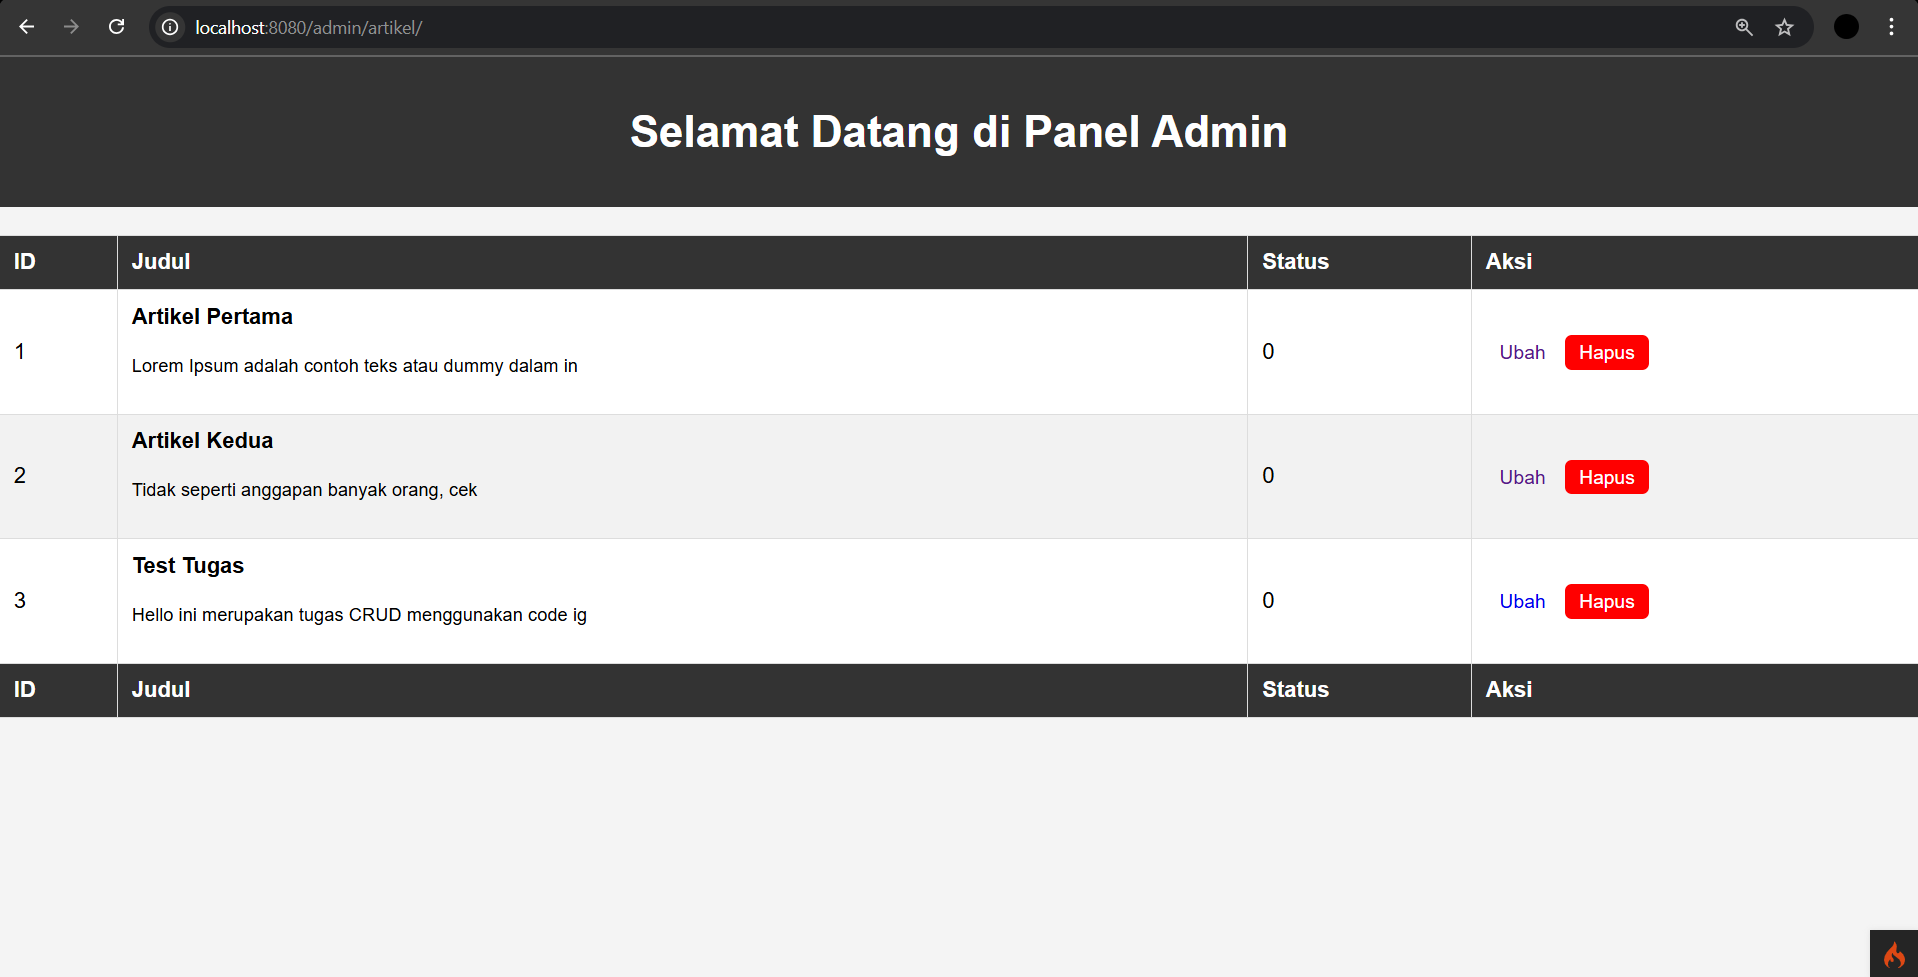 localhost:8080/admin/artikel/
Selamat Datang di Panel Admin
ID Judul Status Aksi
Artikel Pertama
1 0 Ubah Hapus
Lorem Ipsum adalah contoh teks atau dummy dalam in
Artikel Kedua
2 0 Ubah Hapus
Tidak seperti anggapan banyak orang, cek
Test Tugas
3 0 Ubah Hapus
Hello ini merupakan tugas CRUD menggunakan code ig
ID Judul Status Aksi